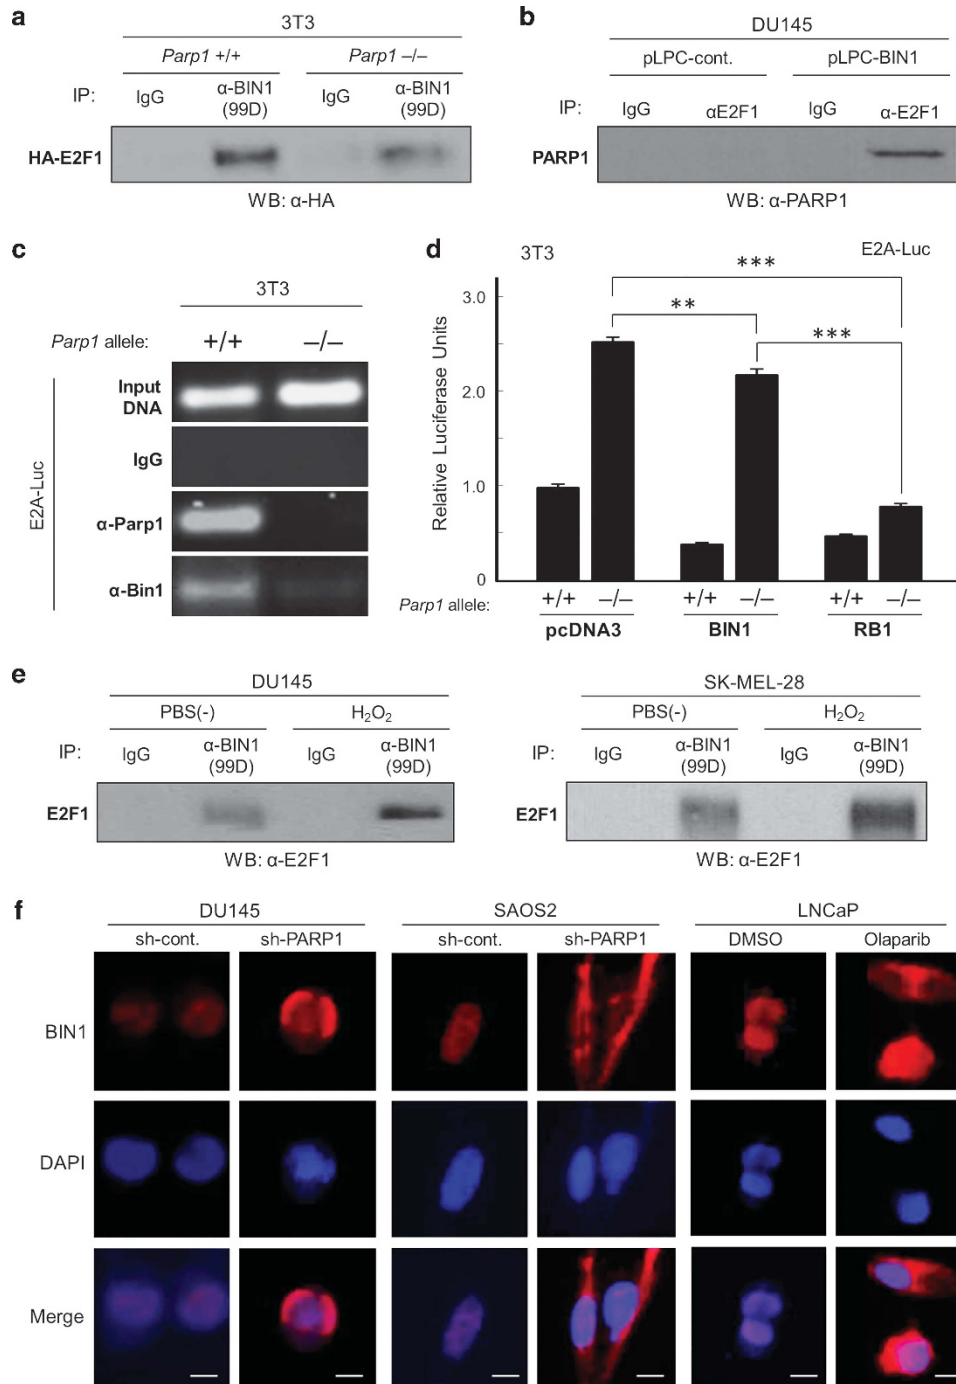 a
3T3
Parp1 +/+ Parp1 –/–
IP: IgG α-BIN1 (99D) IgG α-BIN1 (99D)
HA-E2F1
WB: α-HA
b
DU145
pLPC-cont. pLPC-BIN1
IP: IgG αE2F1 IgG α-E2F1
PARP1
WB: α-PARP1
c
3T3
Parp1 allele: +/+ –/–
E2A-Luc
Input DNA
IgG
α-Parp1
α-Bin1
d
3T3 E2A-Luc
Relative Luciferase Units
3.0
2.0
1.0
0
***
**
***
Parp1 allele: +/+ –/– +/+ –/– +/+ –/–
pcDNA3 BIN1 RB1
e
DU145
PBS(-) H₂O₂
IP: IgG α-BIN1 (99D) IgG α-BIN1 (99D)
E2F1
WB: α-E2F1
SK-MEL-28
PBS(-) H₂O₂
IP: IgG α-BIN1 (99D) IgG α-BIN1 (99D)
E2F1
WB: α-E2F1
f
DU145 SAOS2 LNCaP
sh-cont. sh-PARP1 sh-cont. sh-PARP1 DMSO Olaparib
BIN1
DAPI
Merge